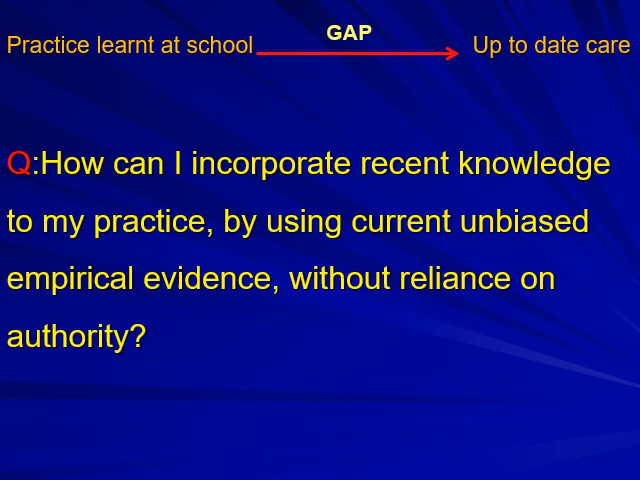 GAP
Practice learnt at school
Up to date care
Q:How can I incorporate recent knowledge
to my practice, by using current unbiased
empirical evidence, without reliance on
authority?